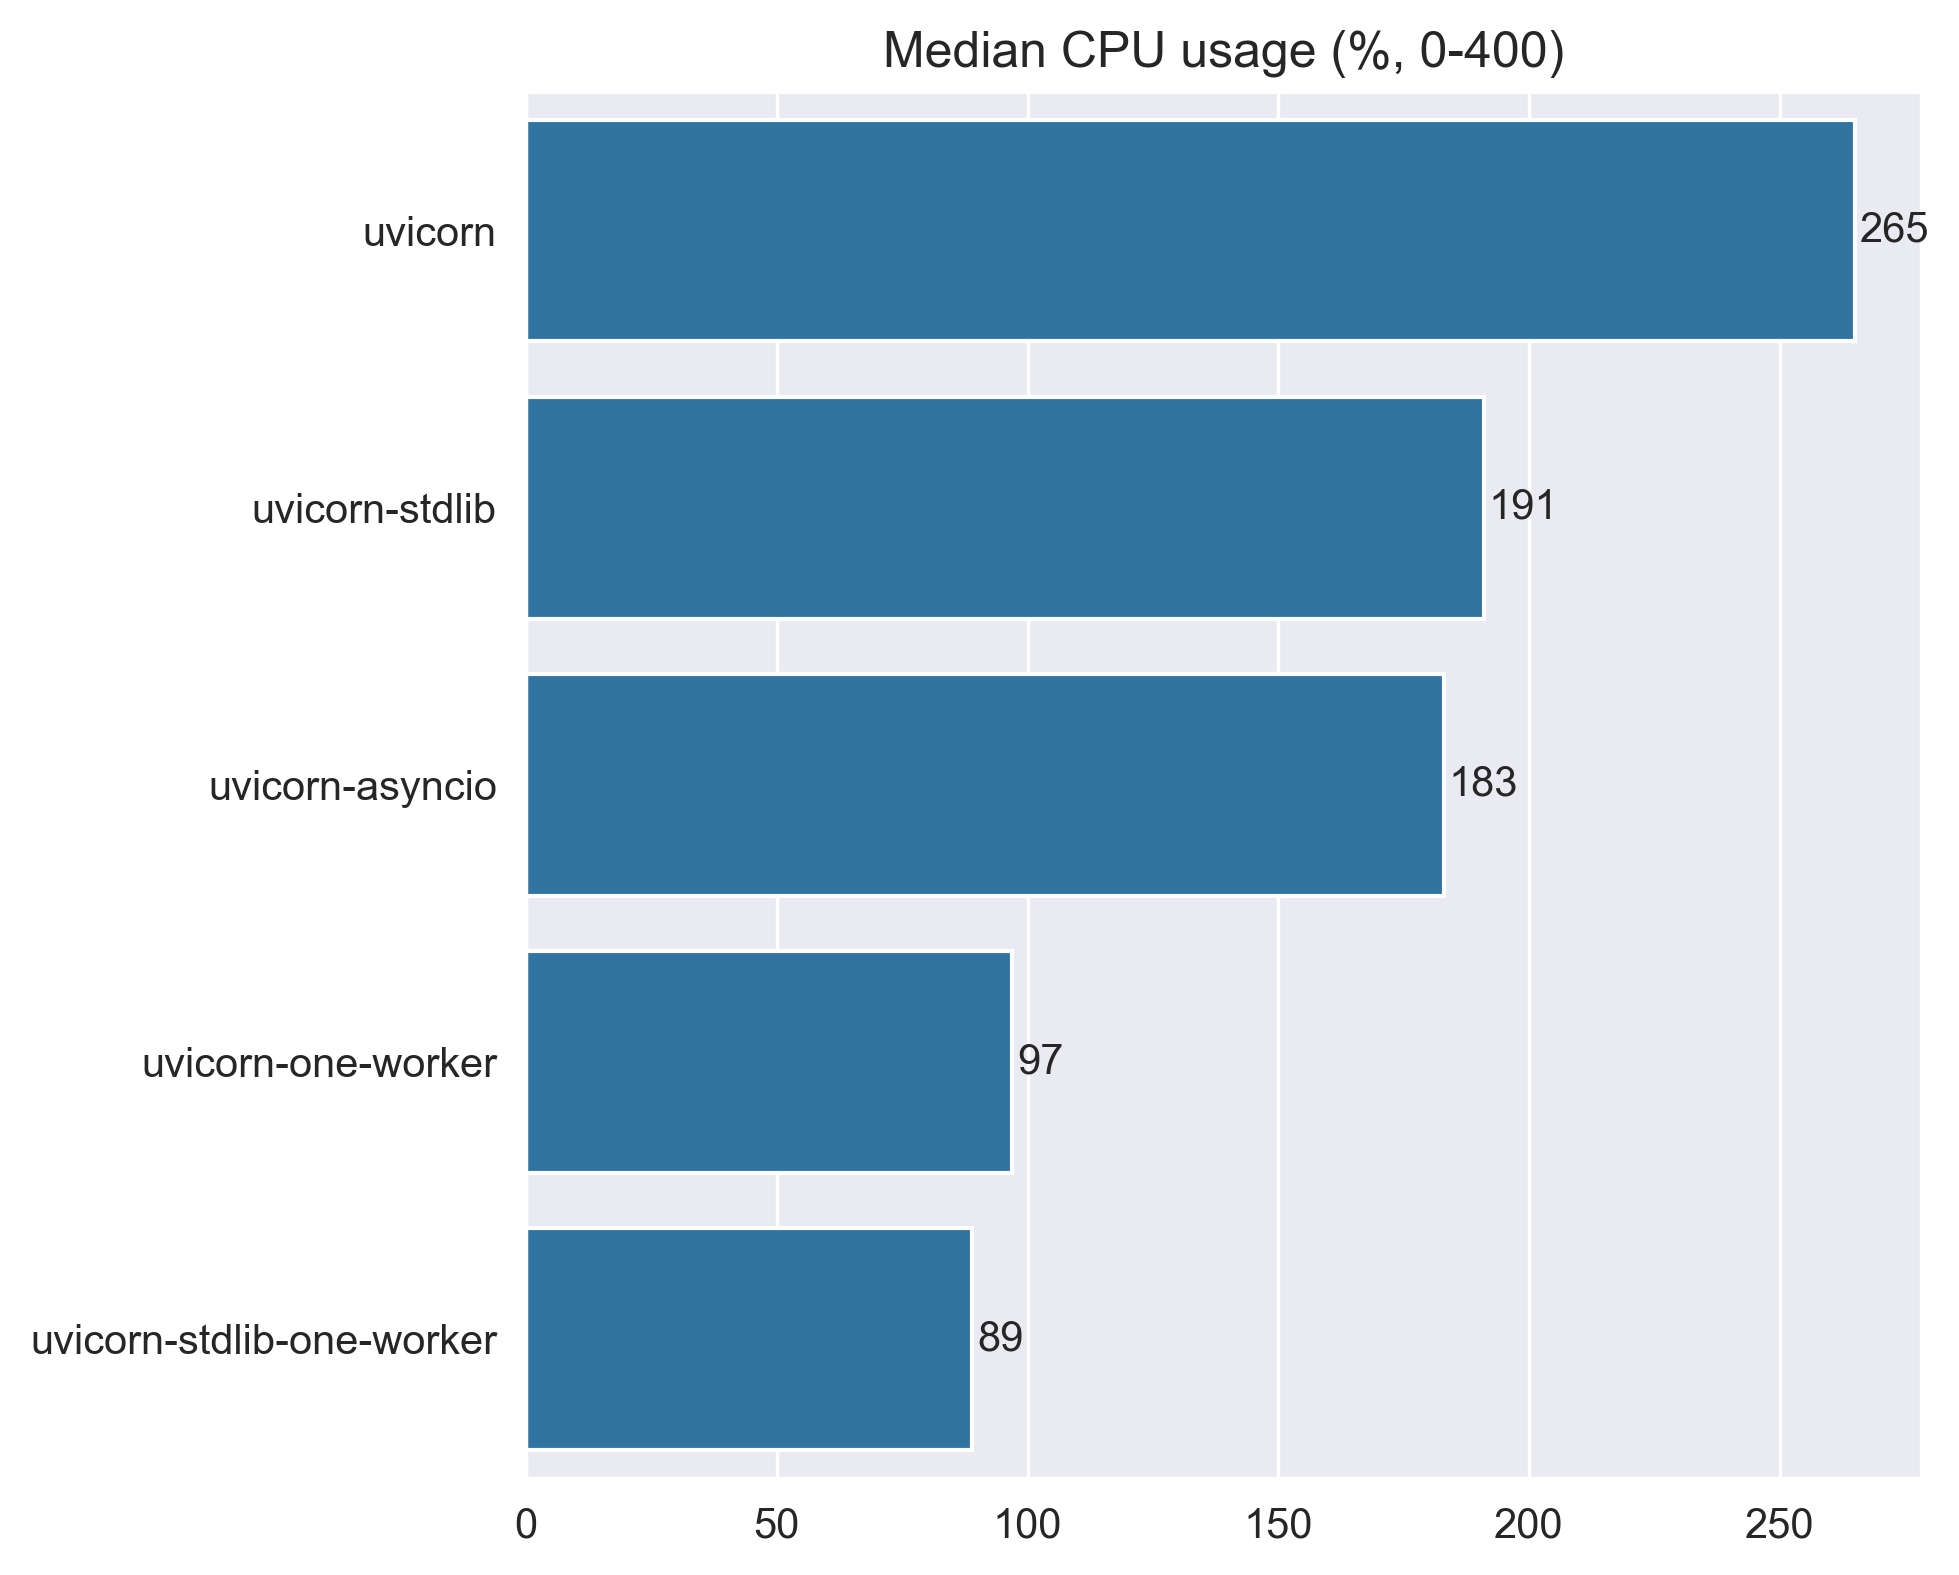 Median CPU usage (%, 0-400)
uvicorn
265
uvicorn-stdlib
191
uvicorn-asyncio
183
uvicorn-one-worker
97
uvicorn-stdlib-one-worker
89
0 50 100 150 200 250